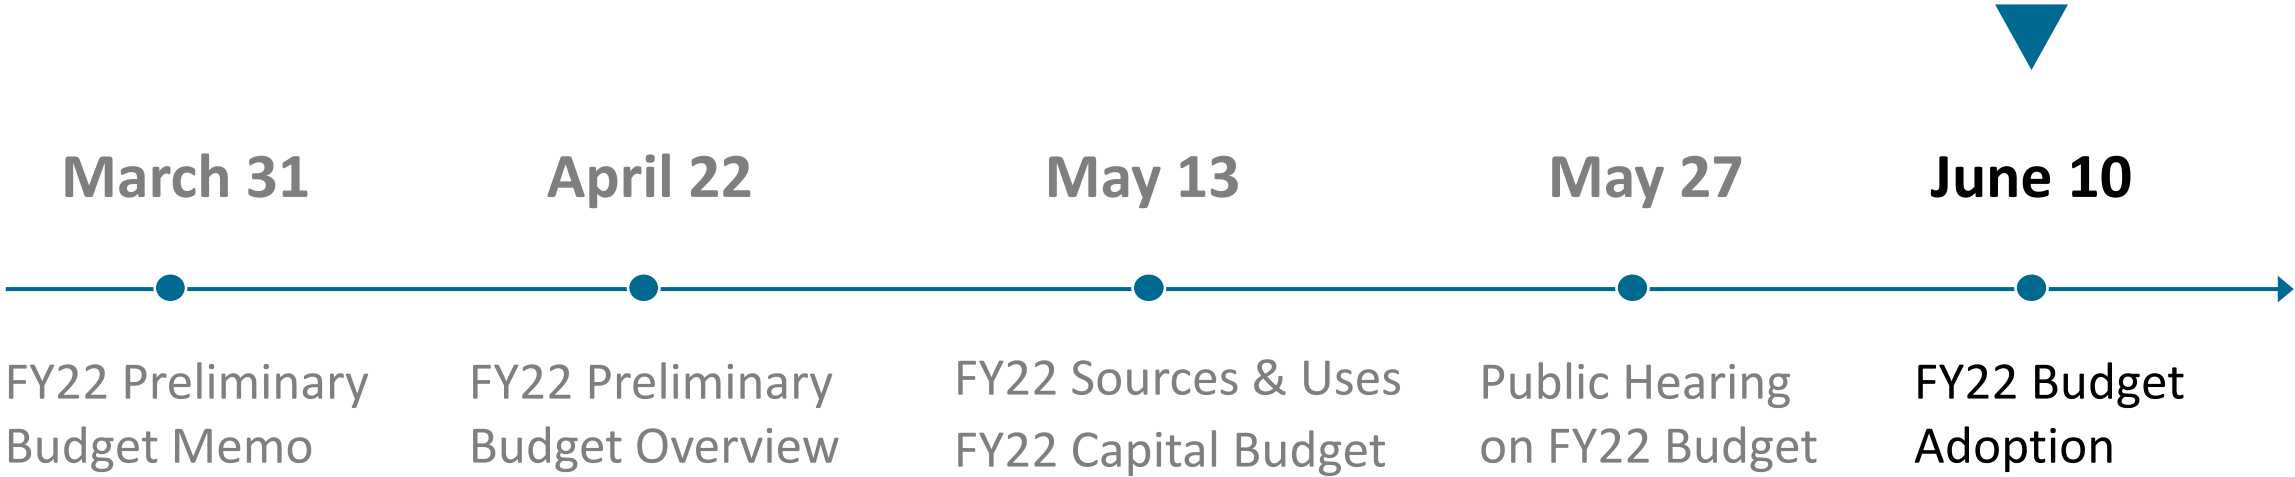 March 31
April 22
May 13
May 27
June 10
FY22 Preliminary
Budget Memo
FY22 Preliminary
Budget Overview
FY22 Sources & Uses
FY22 Capital Budget
Public Hearing
on FY22 Budget
FY22 Budget
Adoption